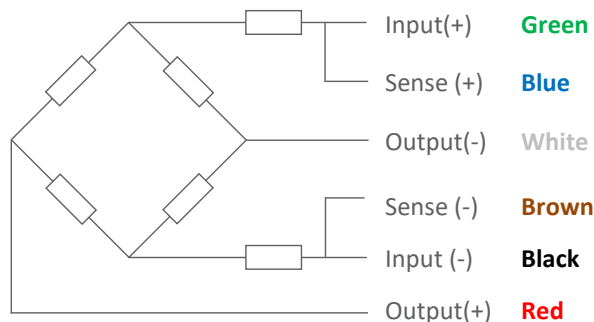 Input(+) Green
Sense (+) Blue
Output(-) White
Sense (-) Brown
Input (-) Black
Output(+) Red